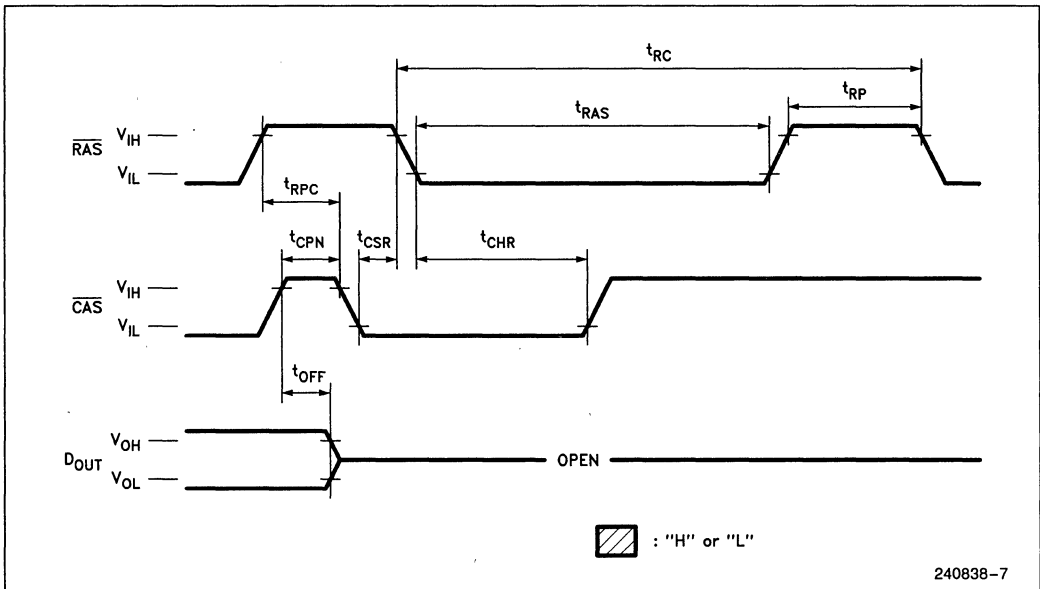 tRC
tRAS
tRP
RAS
VIH
VIL
tRPC
tCPN
tCSR
tCHR
CAS
VIH
VIL
tOFF
DOUT
VOH
VOL
OPEN
: "H" or "L"
240838-7